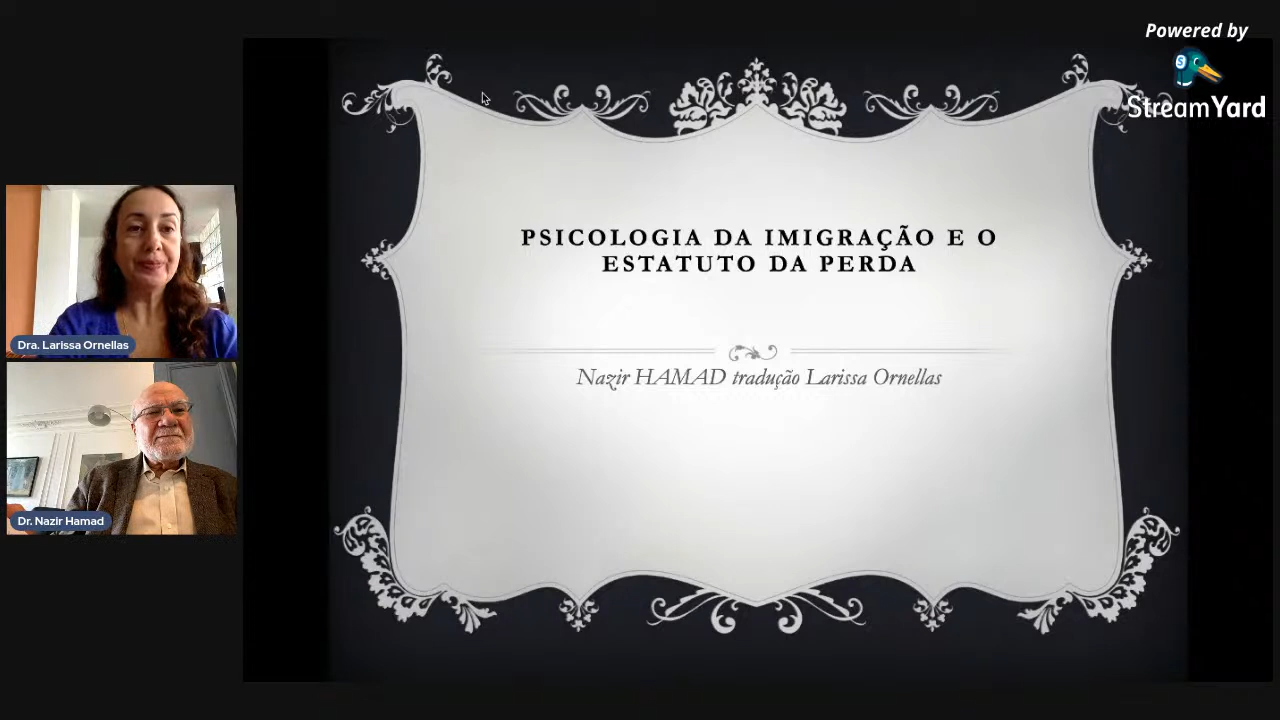 Powered by
StreamYard
PSICOLOGIA DA IMIGRAÇÃO E O
ESTATUTO DA PERDA
Nazir HAMAD tradução Larissa Ornellas
Dra. Larissa Ornellas
Dr. Nazir Hamad